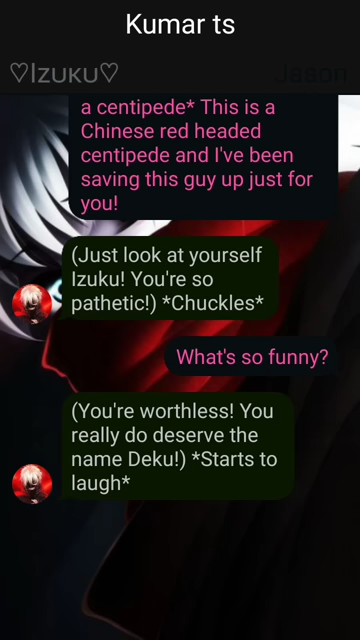 Kumar ts
♡Izuku♡
Jason
a centipede* This is a
Chinese red headed
centipede and I've been
saving this guy up just for
you!
(Just look at yourself
Izuku! You're so
pathetic!) *Chuckles*
What's so funny?
(You're worthless! You
really do deserve the
name Deku!) *Starts to
laugh*